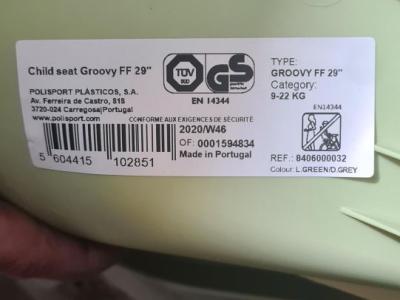 Child seat Groovy FF 29"
POLISPORT PLÁSTICOS, S.A.
Av. Ferreira de Castro, 818
3720-024 Carregosa|Portugal
www.polisport.com
TÜV
SÜD
GS
EN 14344
TYPE:
GROOVY FF 29"
Category:
9-22 KG
EN14344
CONFORME AUX EXIGENCES DE SÉCURITÉ
2020/W46
OF: 0001594834
Made in Portugal
5 604415 102851
REF.: 8406000032
Colour: L.GREEN/D.GREY